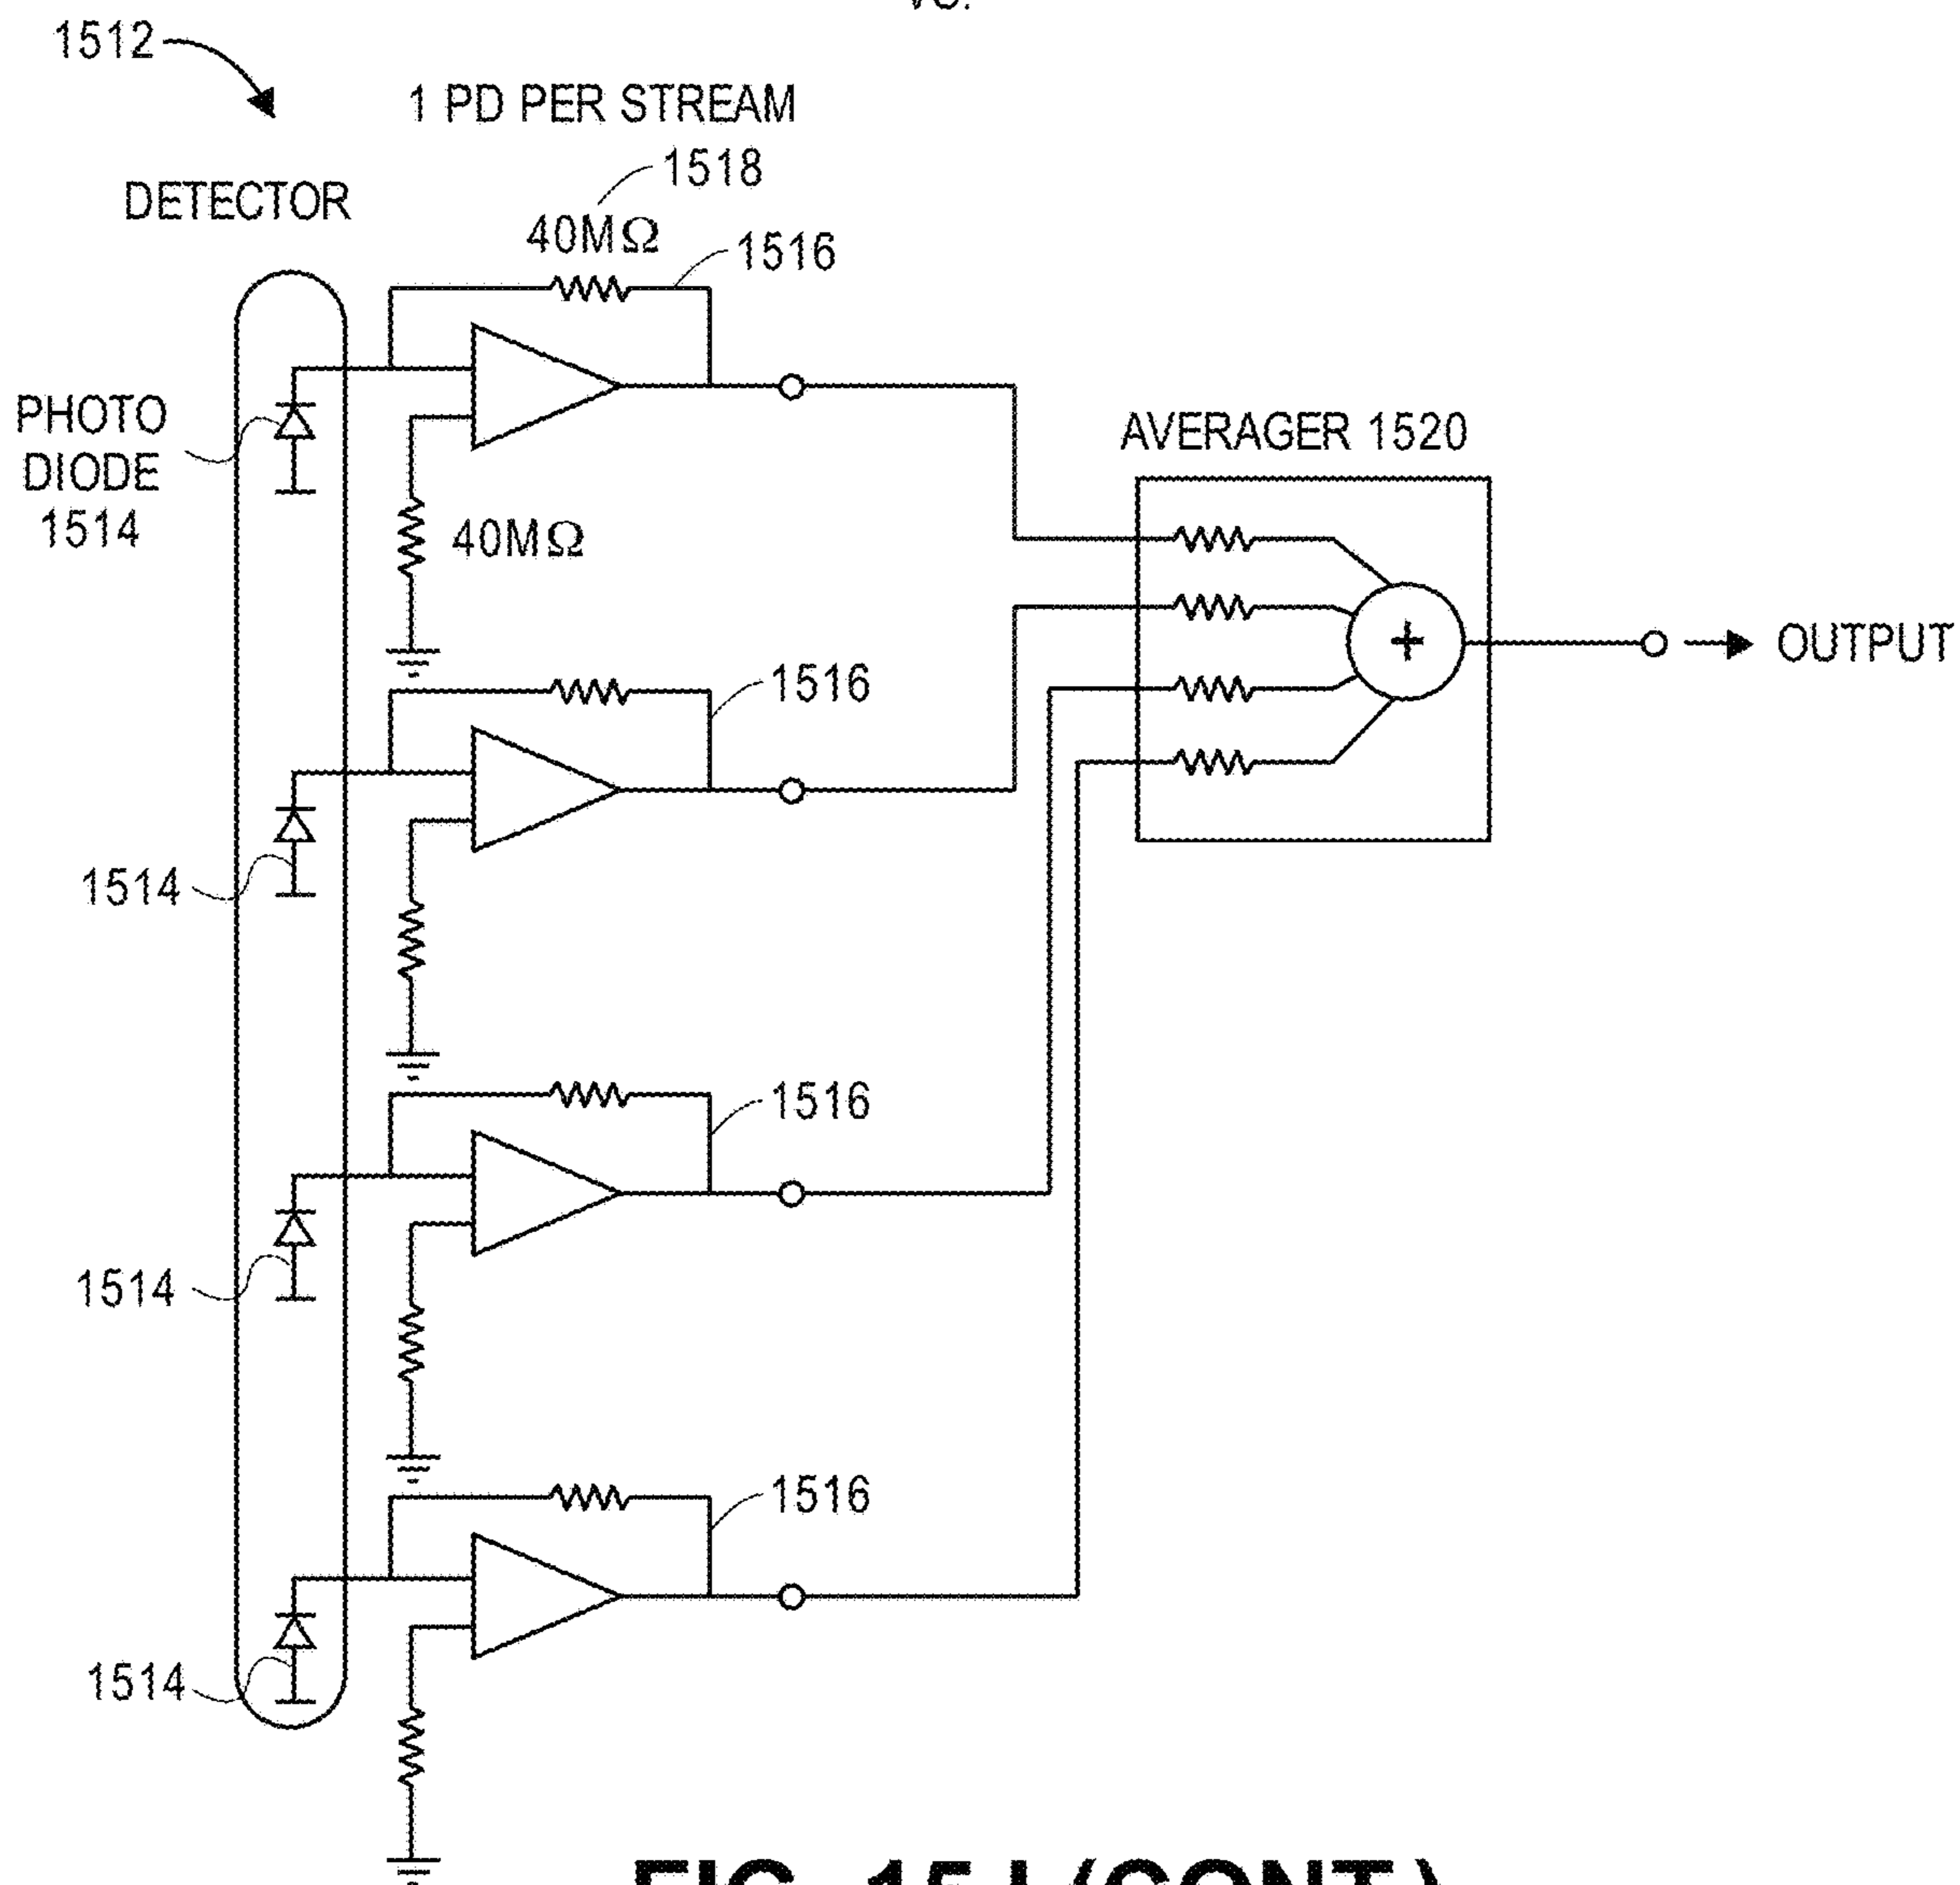 1512
1 PD PER STREAM
1518
DETECTOR
40MΩ
1516
PHOTO
DIODE
1514
AVERAGER 1520
40MΩ
+
OUTPUT
1516
1514
1516
1514
1516
1514